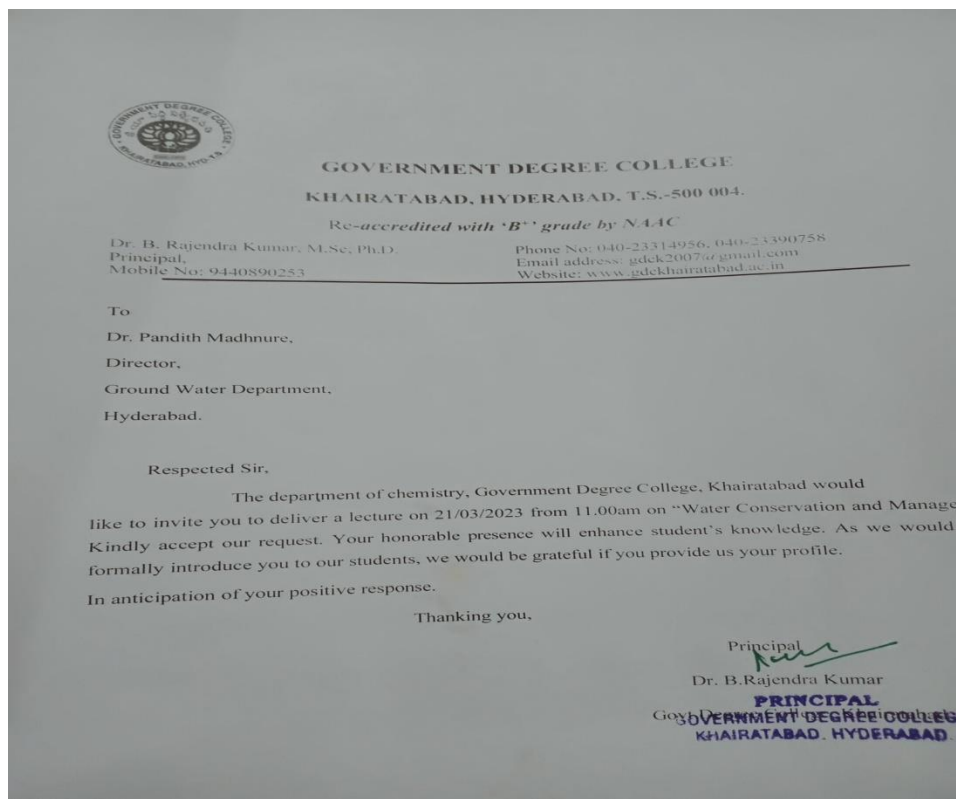 GOVERNMENT DEGREE COLLEGE
KHAIRATABAD, HYD-T.S.
GOVERNMENT DEGREE COLLEGE
KHAIRATABAD, HYDERABAD, T.S.-500 004.
Re-accredited with ‘B⁺’ grade by NAAC
Dr. B. Rajendra Kumar, M.Sc, Ph.D.
Principal,
Mobile No: 9440890253
Phone No: 040-23314956, 040-23390758
Email address: gdck2007@gmail.com
Website: www.gdckhairatabad.ac.in
To
Dr. Pandith Madhnure,
Director,
Ground Water Department,
Hyderabad.
Respected Sir,
The department of chemistry, Government Degree College, Khairatabad would
like to invite you to deliver a lecture on 21/03/2023 from 11.00am on “Water Conservation and Manage
Kindly accept our request. Your honorable presence will enhance student’s knowledge. As we would
formally introduce you to our students, we would be grateful if you provide us your profile.
In anticipation of your positive response.
Thanking you,
Principal
Dr. B.Rajendra Kumar
PRINCIPAL
GOVERNMENT DEGREE COLLEG
KHAIRATABAD. HYDERABAD.